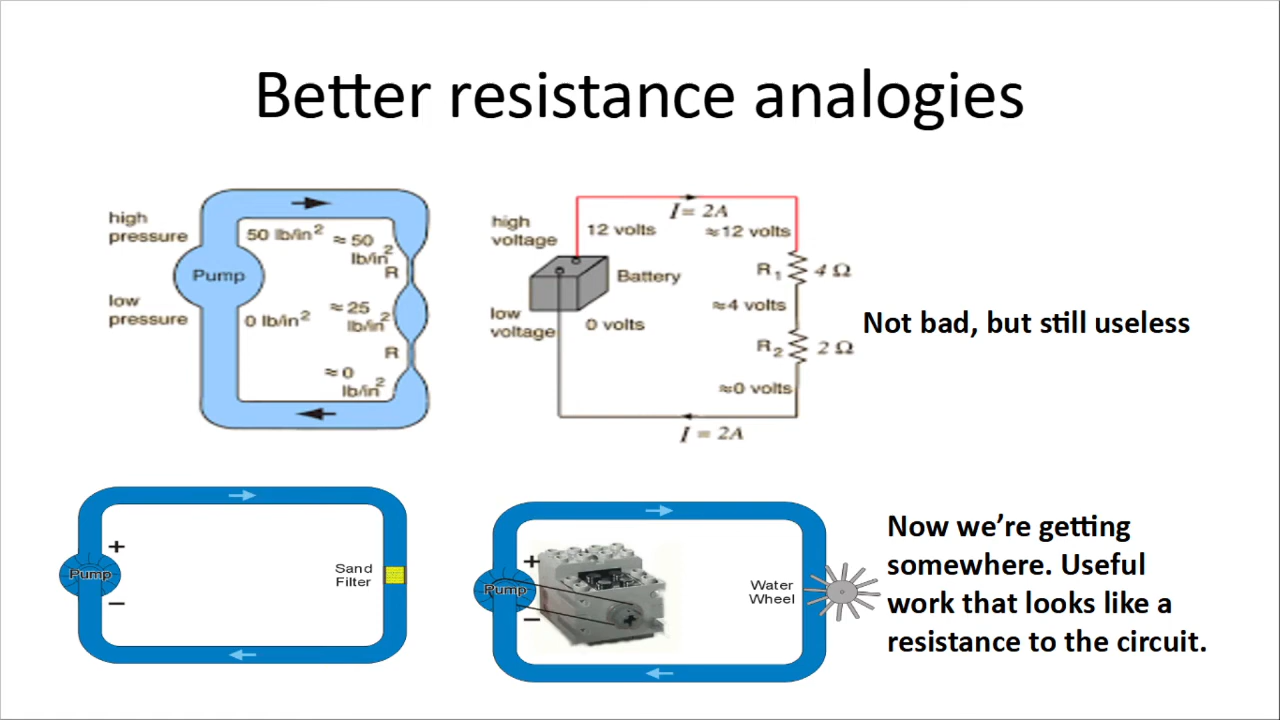 Better resistance analogies
high
pressure
50 lb/in²
≈ 50
lb/in²
R
Pump
low
pressure
0 lb/in²
≈ 25
lb/in²
R
≈ 0
lb/in²
I = 2A
high
voltage
12 volts
≈12 volts
R₁ 4 Ω
Battery
low
voltage
0 volts
≈4 volts
R₂ 2 Ω
≈0 volts
I = 2A
Not bad, but still useless
+
Pump
−
Sand
Filter
+
Pump
−
Water
Wheel
Now we’re getting
somewhere. Useful
work that looks like a
resistance to the circuit.